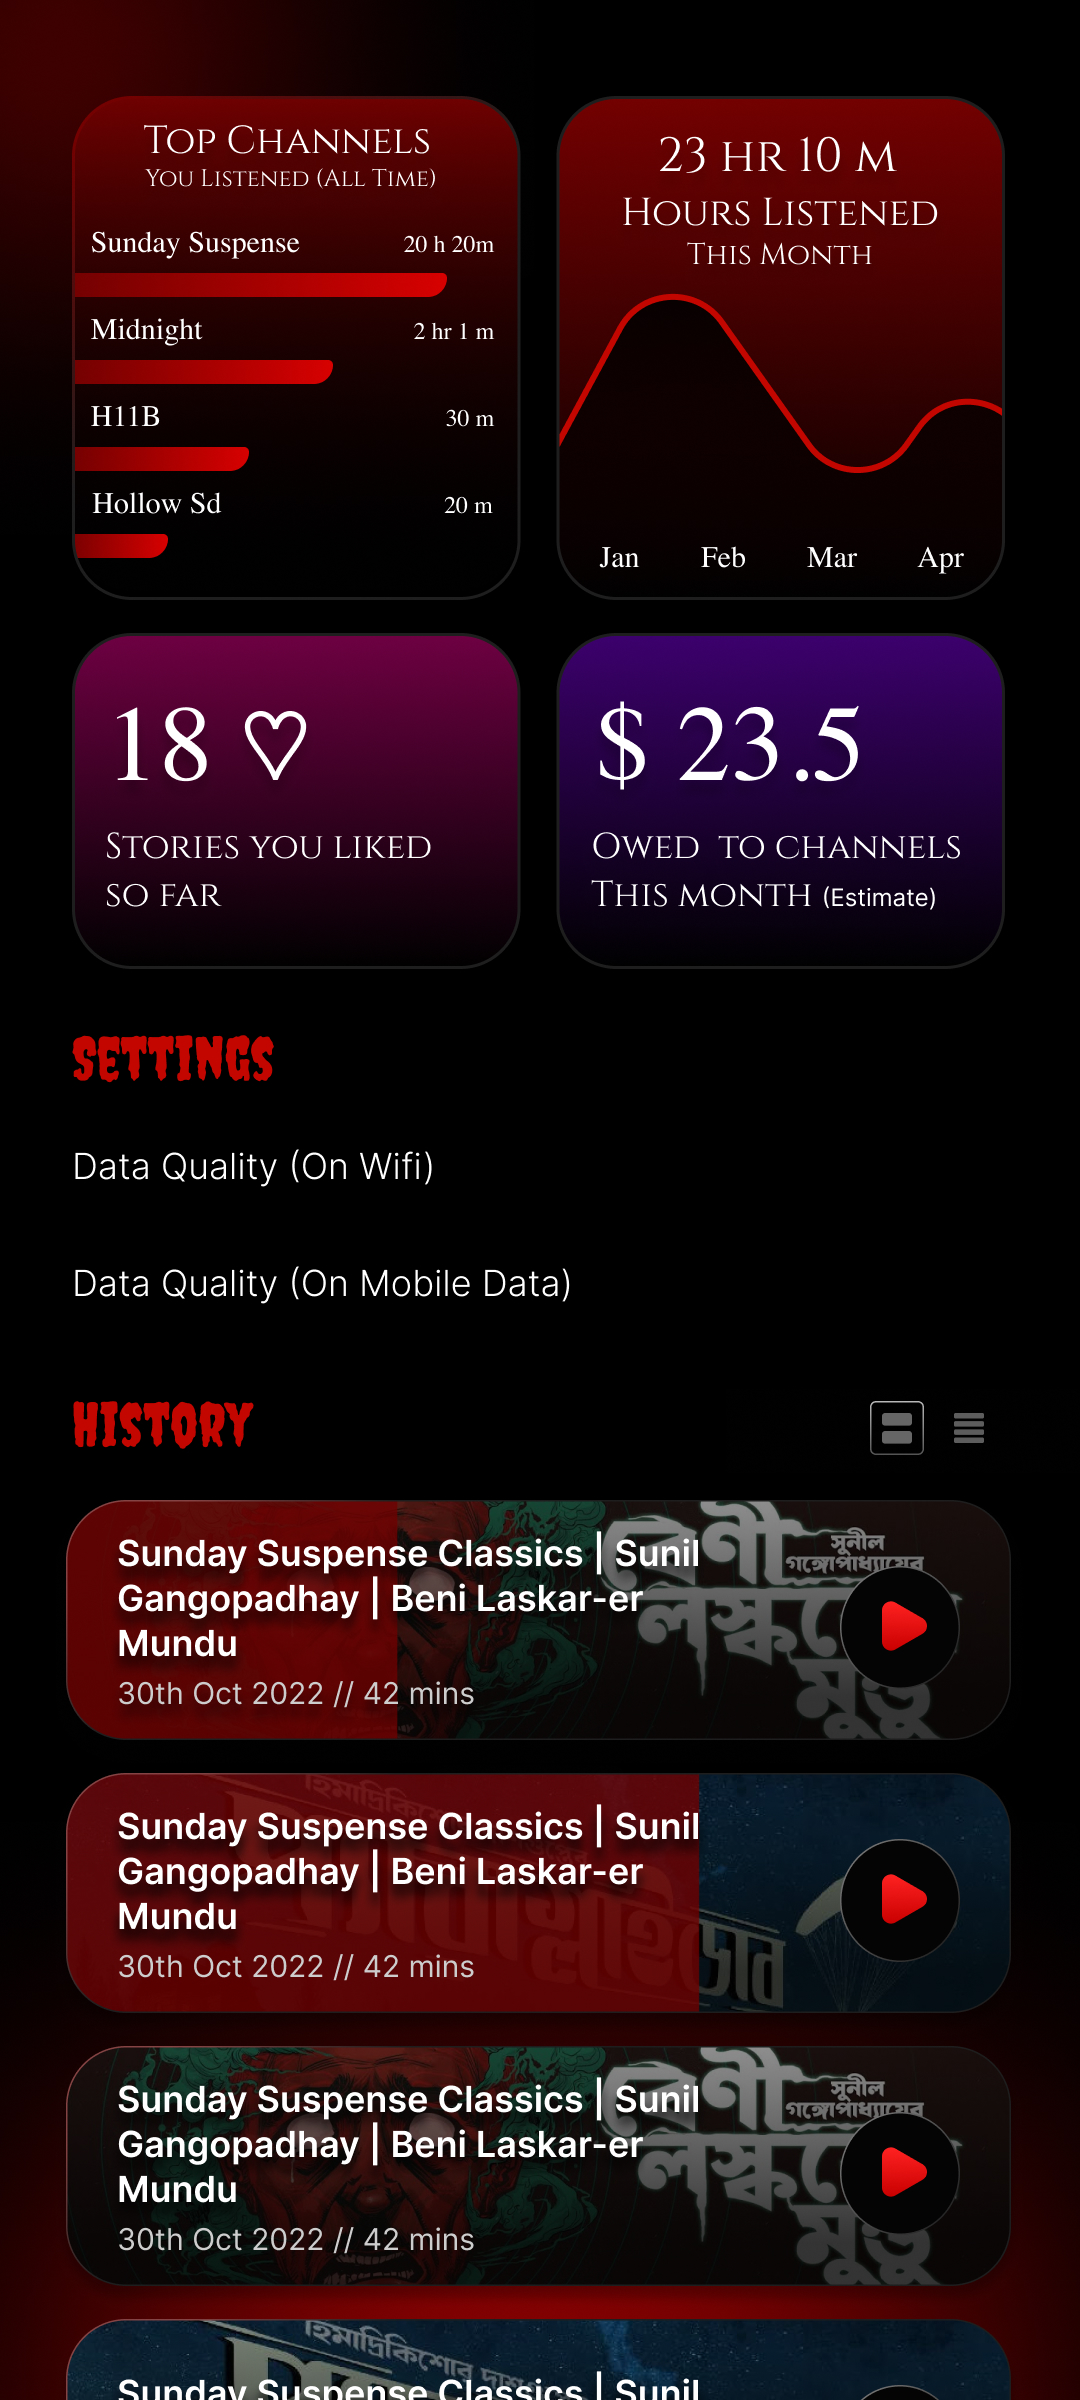 Top Channels
You Listened (All Time)
Sunday Suspense 20 h 20m
Midnight 2 hr 1 m
H11B 30 m
Hollow Sd 20 m
23 hr 10 m
Hours Listened
This Month
Jan Feb Mar Apr
18 ♡
Stories you liked
so far
$ 23.5
Owed to channels
This month (Estimate)
SETTINGS
Data Quality (On Wifi)
Data Quality (On Mobile Data)
HISTORY
Sunday Suspense Classics | Sunil
Gangopadhay | Beni Laskar-er
Mundu
30th Oct 2022 // 42 mins
বেণী
সুনীল
গঙ্গোপাধ্যায়ের
মুন্ডু
Sunday Suspense Classics | Sunil
Gangopadhay | Beni Laskar-er
Mundu
30th Oct 2022 // 42 mins
Sunday Suspense Classics | Sunil
Gangopadhay | Beni Laskar-er
Mundu
30th Oct 2022 // 42 mins
বেণী
সুনীল
গঙ্গোপাধ্যায়ের
মুন্ডু
হিমাদ্রিকিশোর
Sunday Suspense Classics | Sunil